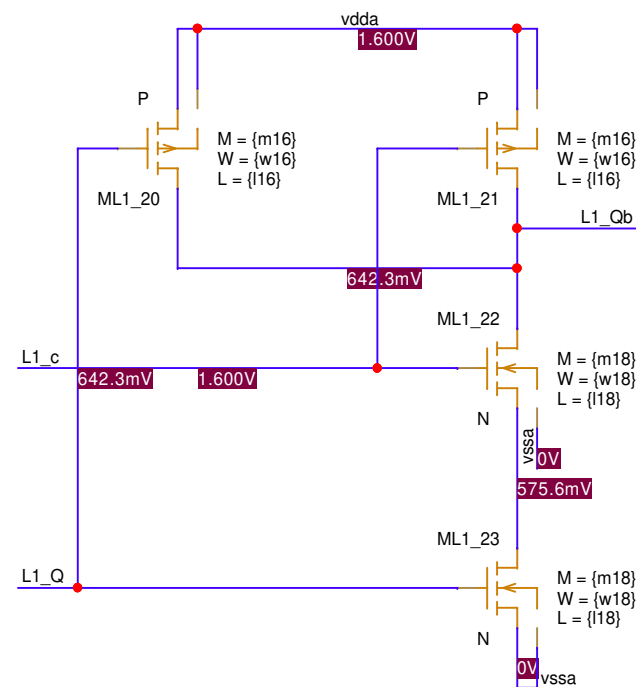 vdda
1.600V
P
M = {m16}
W = {w16}
L = {l16}
ML1_20
P
M = {m16}
W = {w16}
L = {l16}
ML1_21
L1_Qb
642.3mV
ML1_22
L1_c
642.3mV
1.600V
M = {m18}
W = {w18}
L = {l18}
N
vssa
0V
575.6mV
ML1_23
L1_Q
M = {m18}
W = {w18}
L = {l18}
N
0V
vssa